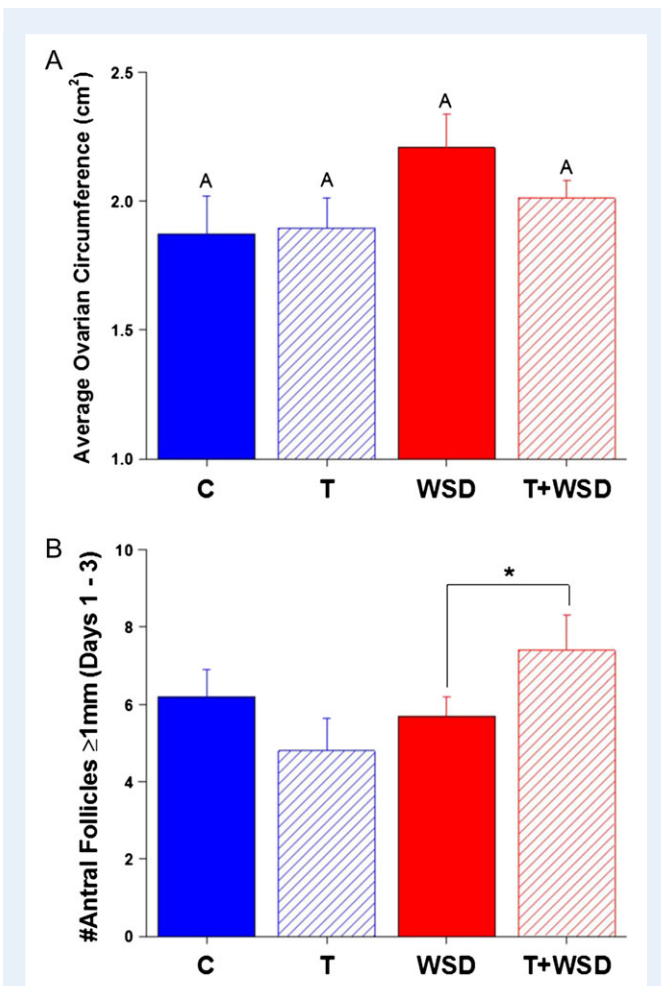 A
Average Ovarian Circumference (cm²)
2.5
2.0
1.5
1.0
A
A
A
A
C T WSD T+WSD
B
#Antral Follicles ≥1mm (Days 1 - 3)
10
8
6
4
2
0
*
C T WSD T+WSD